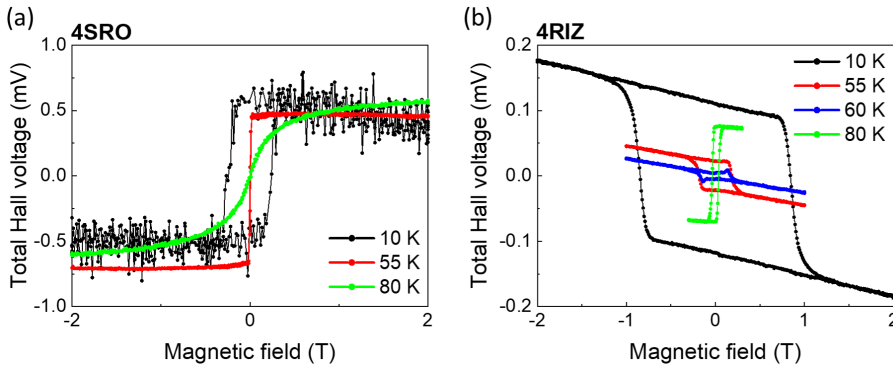 (a)
4SRO
Total Hall voltage (mV)
1.0
0.5
0.0
-0.5
-1.0
10 K
55 K
80 K
-2
0
2
Magnetic field (T)
(b)
4RIZ
Total Hall voltage (mV)
0.2
0.1
0.0
-0.1
-0.2
10 K
55 K
60 K
80 K
-2
-1
0
1
2
Magnetic field (T)